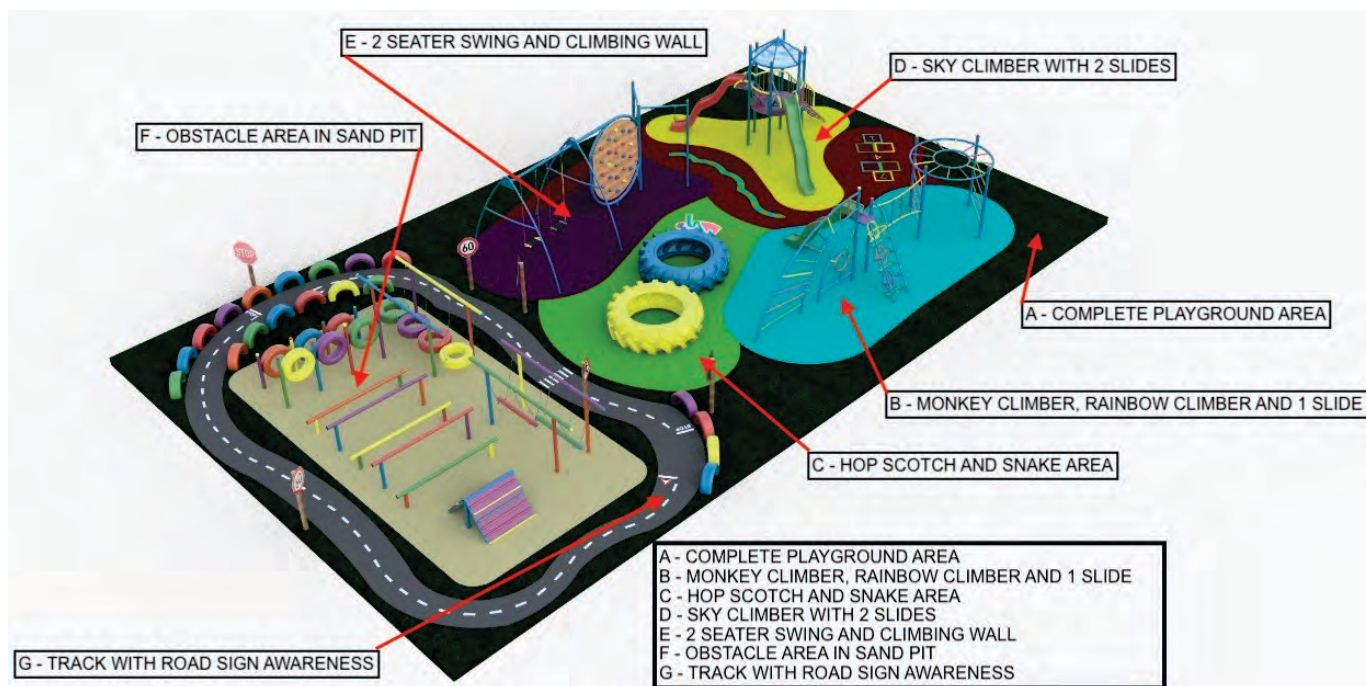 E - 2 SEATER SWING AND CLIMBING WALL
D - SKY CLIMBER WITH 2 SLIDES
F - OBSTACLE AREA IN SAND PIT
STOP
60
A - COMPLETE PLAYGROUND AREA
B - MONKEY CLIMBER, RAINBOW CLIMBER AND 1 SLIDE
C - HOP SCOTCH AND SNAKE AREA
A - COMPLETE PLAYGROUND AREA
B - MONKEY CLIMBER, RAINBOW CLIMBER AND 1 SLIDE
C - HOP SCOTCH AND SNAKE AREA
D - SKY CLIMBER WITH 2 SLIDES
E - 2 SEATER SWING AND CLIMBING WALL
F - OBSTACLE AREA IN SAND PIT
G - TRACK WITH ROAD SIGN AWARENESS
G - TRACK WITH ROAD SIGN AWARENESS